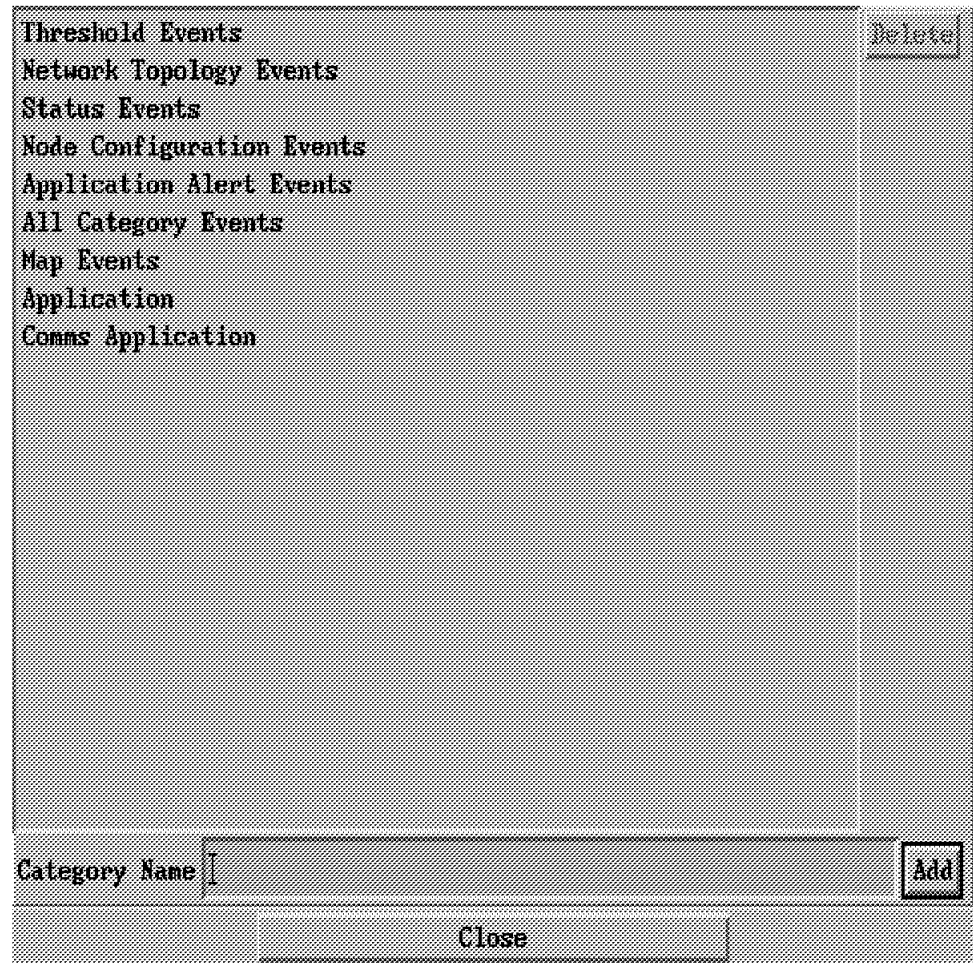 Threshold Events
Delete
Network Topology Events
Status Events
Node Configuration Events
Application Alert Events
All Category Events
Map Events
Application
Comms Application
Category Name
Add
Close